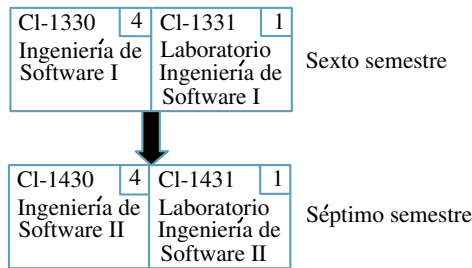 Cl-1330 4 Cl-1331 1
Ingeniería de Software I
Laboratorio Ingeniería de Software I
Sexto semestre
Cl-1430 4 Cl-1431 1
Ingeniería de Software II
Laboratorio Ingeniería de Software II
Séptimo semestre